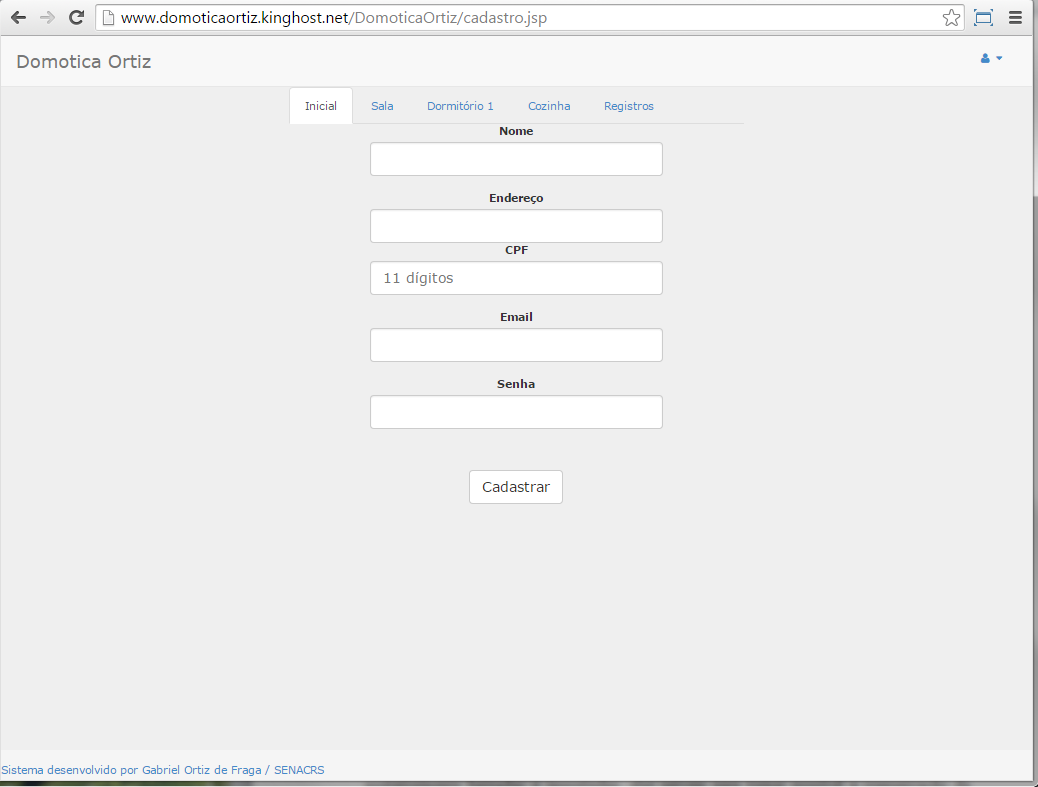 www.domoticaortiz.kinghost.net/DomoticaOrtiz/cadastro.jsp
Domotica Ortiz
Inicial Sala Dormitório 1 Cozinha Registros
Nome
Endereço
CPF
11 dígitos
Email
Senha
Cadastrar
Sistema desenvolvido por Gabriel Ortiz de Fraga / SENACRS